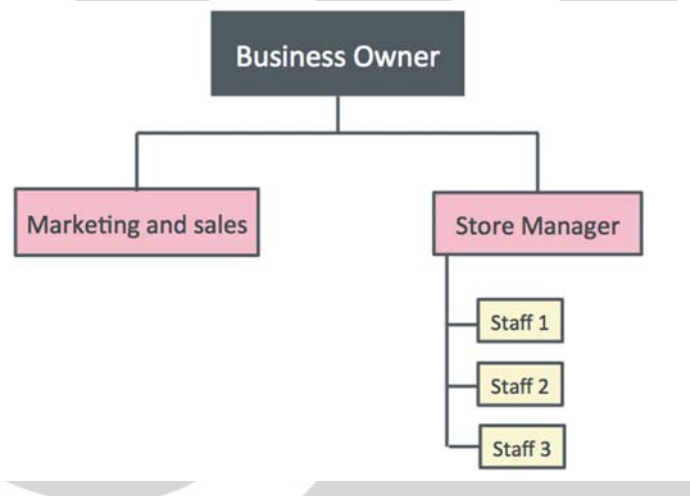 Business Owner
Marketing and sales
Store Manager
Staff 1
Staff 2
Staff 3